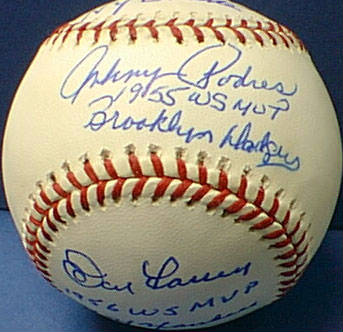 Johnny Podres
1955 WS MVP
Brooklyn Dodgers
Don Larsen
1956 WS MVP